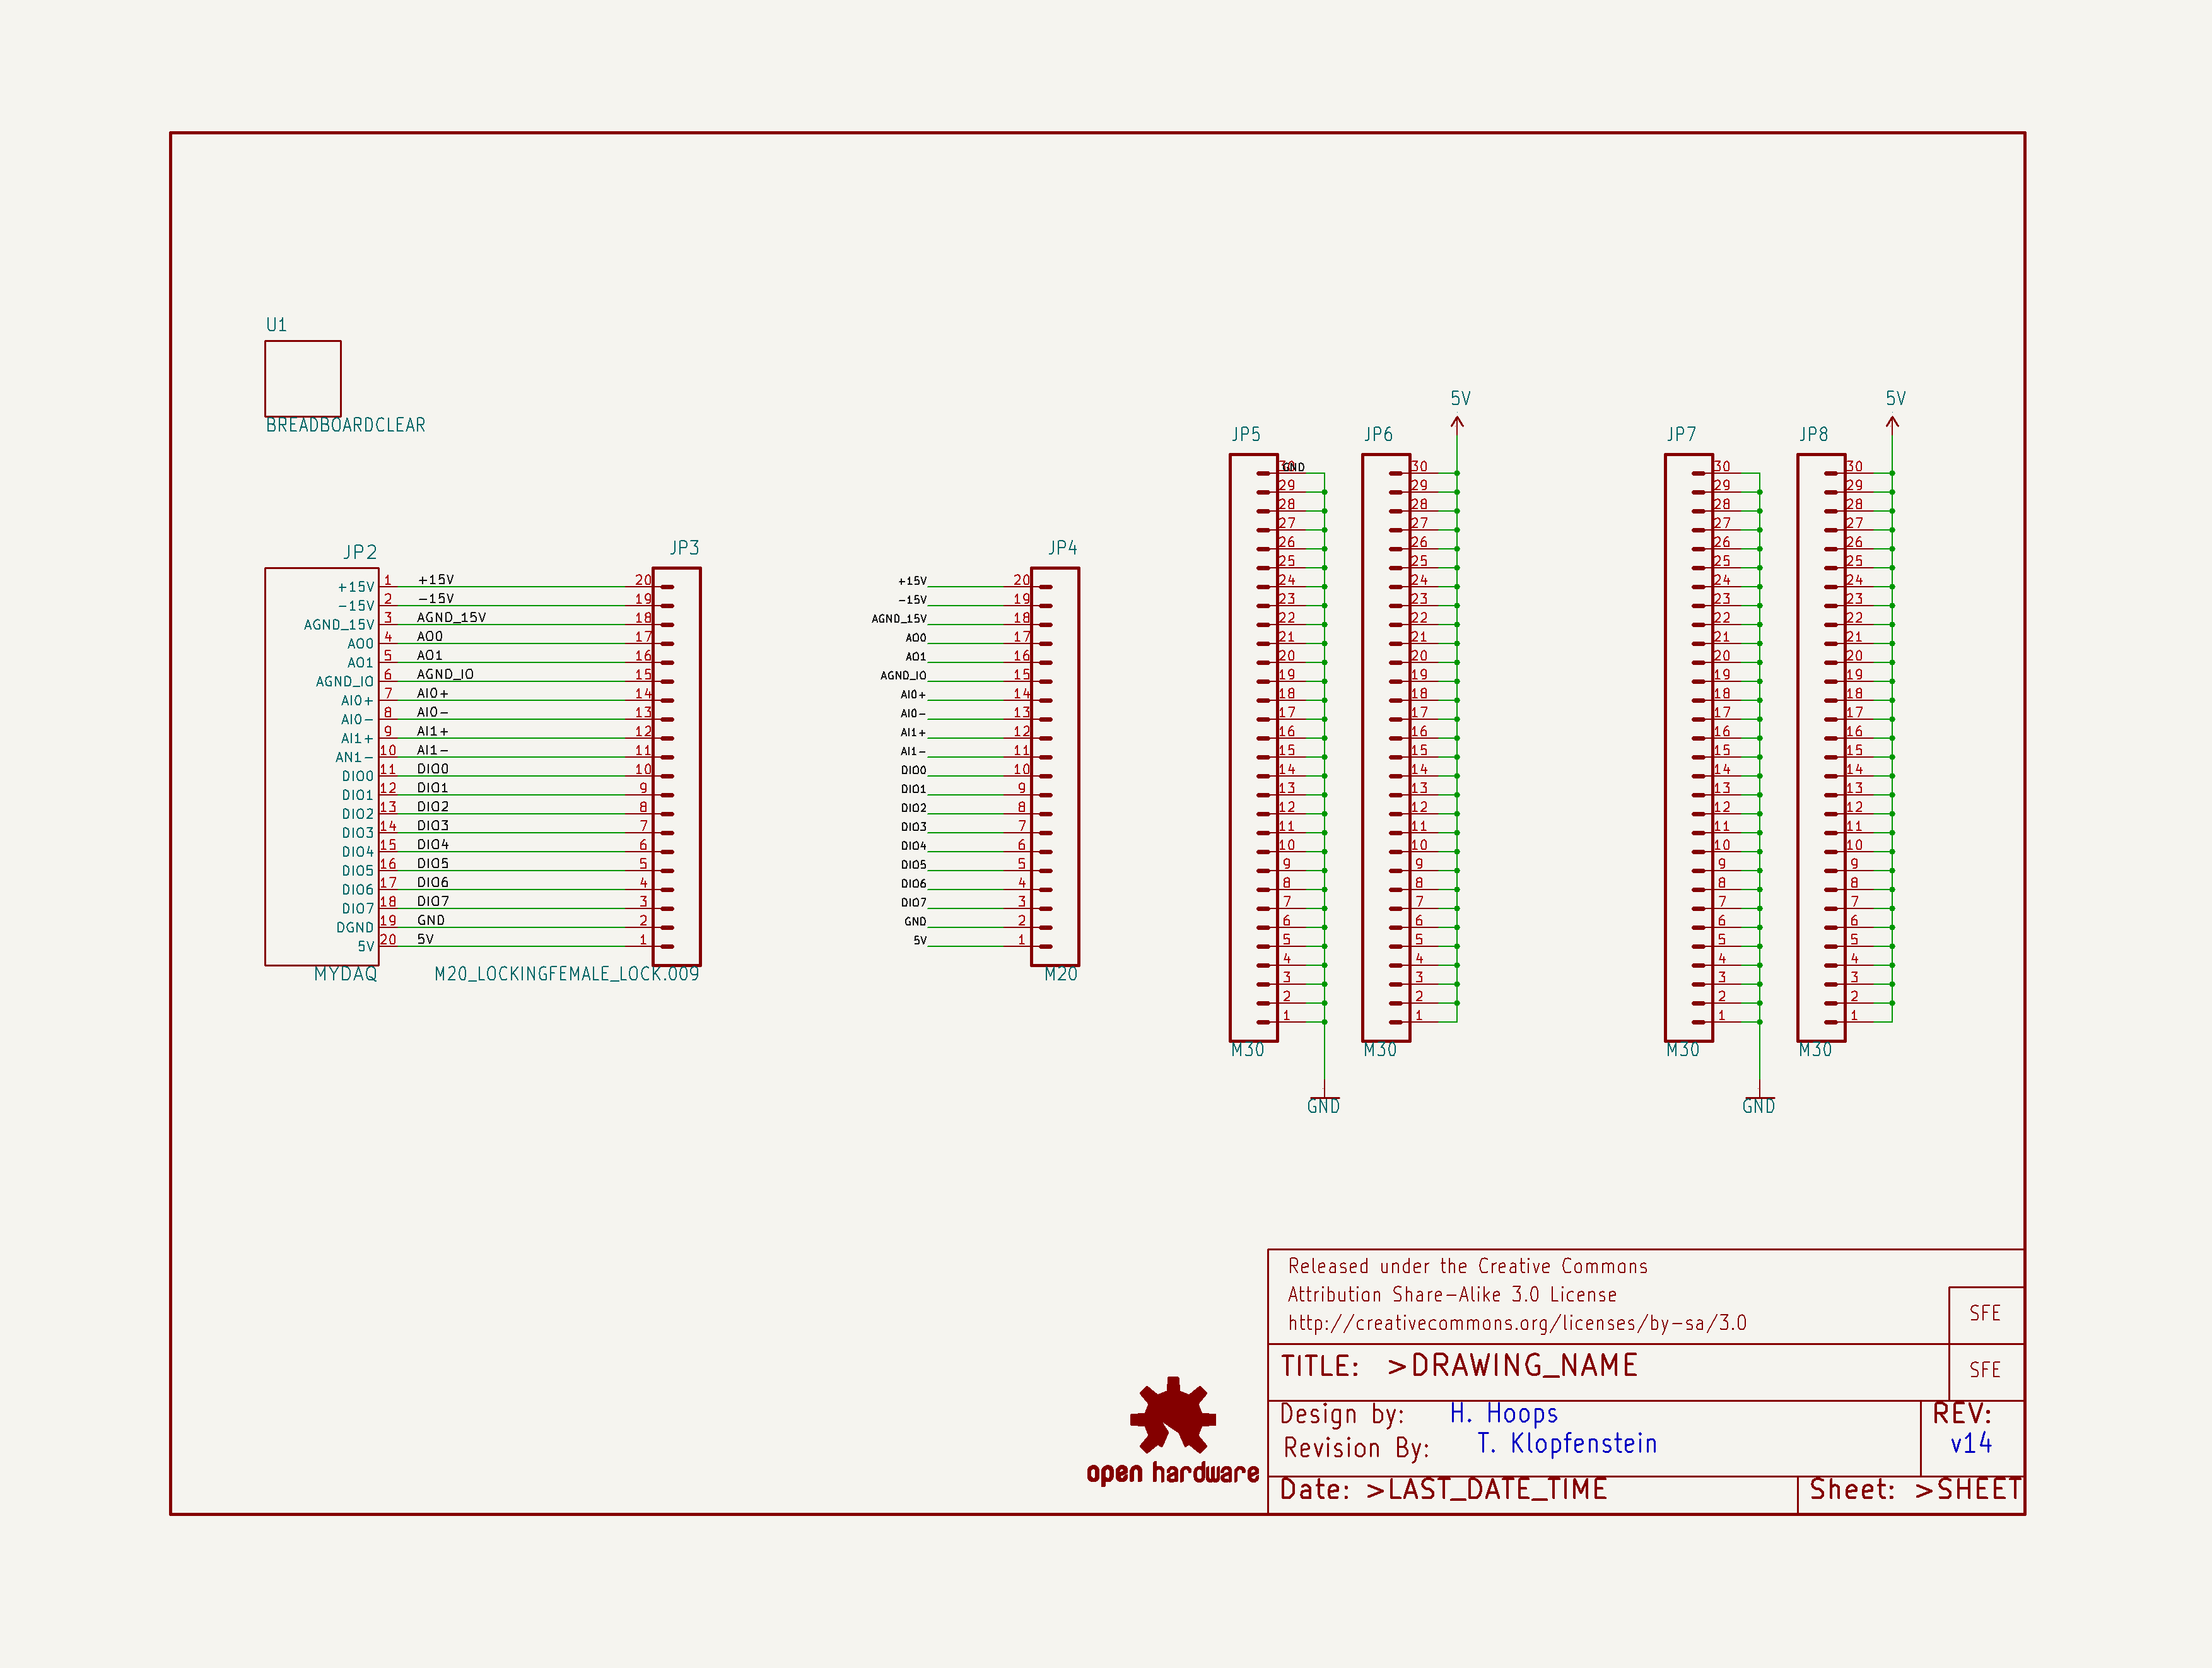 U1
BREADBOARDCLEAR
JP2
+15V 1 +15V 20
-15V 2 -15V 19
AGND_15V 3 AGND_15V 18
AO0 4 AO0 17
AO1 5 AO1 16
AGND_IO 6 AGND_IO 15
AI0+ 7 AI0+ 14
AI0- 8 AI0- 13
AI1+ 9 AI1+ 12
AN1- 10 AI1- 11
DIO0 11 DIO0 10
DIO1 12 DIO1 9
DIO2 13 DIO2 8
DIO3 14 DIO3 7
DIO4 15 DIO4 6
DIO5 16 DIO5 5
DIO6 17 DIO6 4
DIO7 18 DIO7 3
DGND 19 GND 2
5V 20 5V 1
MYDAQ
JP3
M20_LOCKINGFEMALE_LOCK.009
JP4
+15V 20
-15V 19
AGND_15V 18
AO0 17
AO1 16
AGND_IO 15
AI0+ 14
AI0- 13
AI1+ 12
AI1- 11
DIO0 10
DIO1 9
DIO2 8
DIO3 7
DIO4 6
DIO5 5
DIO6 4
DIO7 3
GND 2
5V 1
M20
5V 5V
JP5 JP6 JP7 JP8
30 GND 30 30 30
29 29 29 29
28 28 28 28
27 27 27 27
26 26 26 26
25 25 25 25
24 24 24 24
23 23 23 23
22 22 22 22
21 21 21 21
20 20 20 20
19 19 19 19
18 18 18 18
17 17 17 17
16 16 16 16
15 15 15 15
14 14 14 14
13 13 13 13
12 12 12 12
11 11 11 11
10 10 10 10
9 9 9 9
8 8 8 8
7 7 7 7
6 6 6 6
5 5 5 5
4 4 4 4
3 3 3 3
2 2 2 2
1 1 1 1
M30 M30 M30 M30
GND GND
Released under the Creative Commons
Attribution Share-Alike 3.0 License
http://creativecommons.org/licenses/by-sa/3.0
SFE
TITLE: >DRAWING_NAME
SFE
Design by: H. Hoops
Revision By: T. Klopfenstein
REV:
v14
Date: >LAST_DATE_TIME
Sheet: >SHEET
open hardware